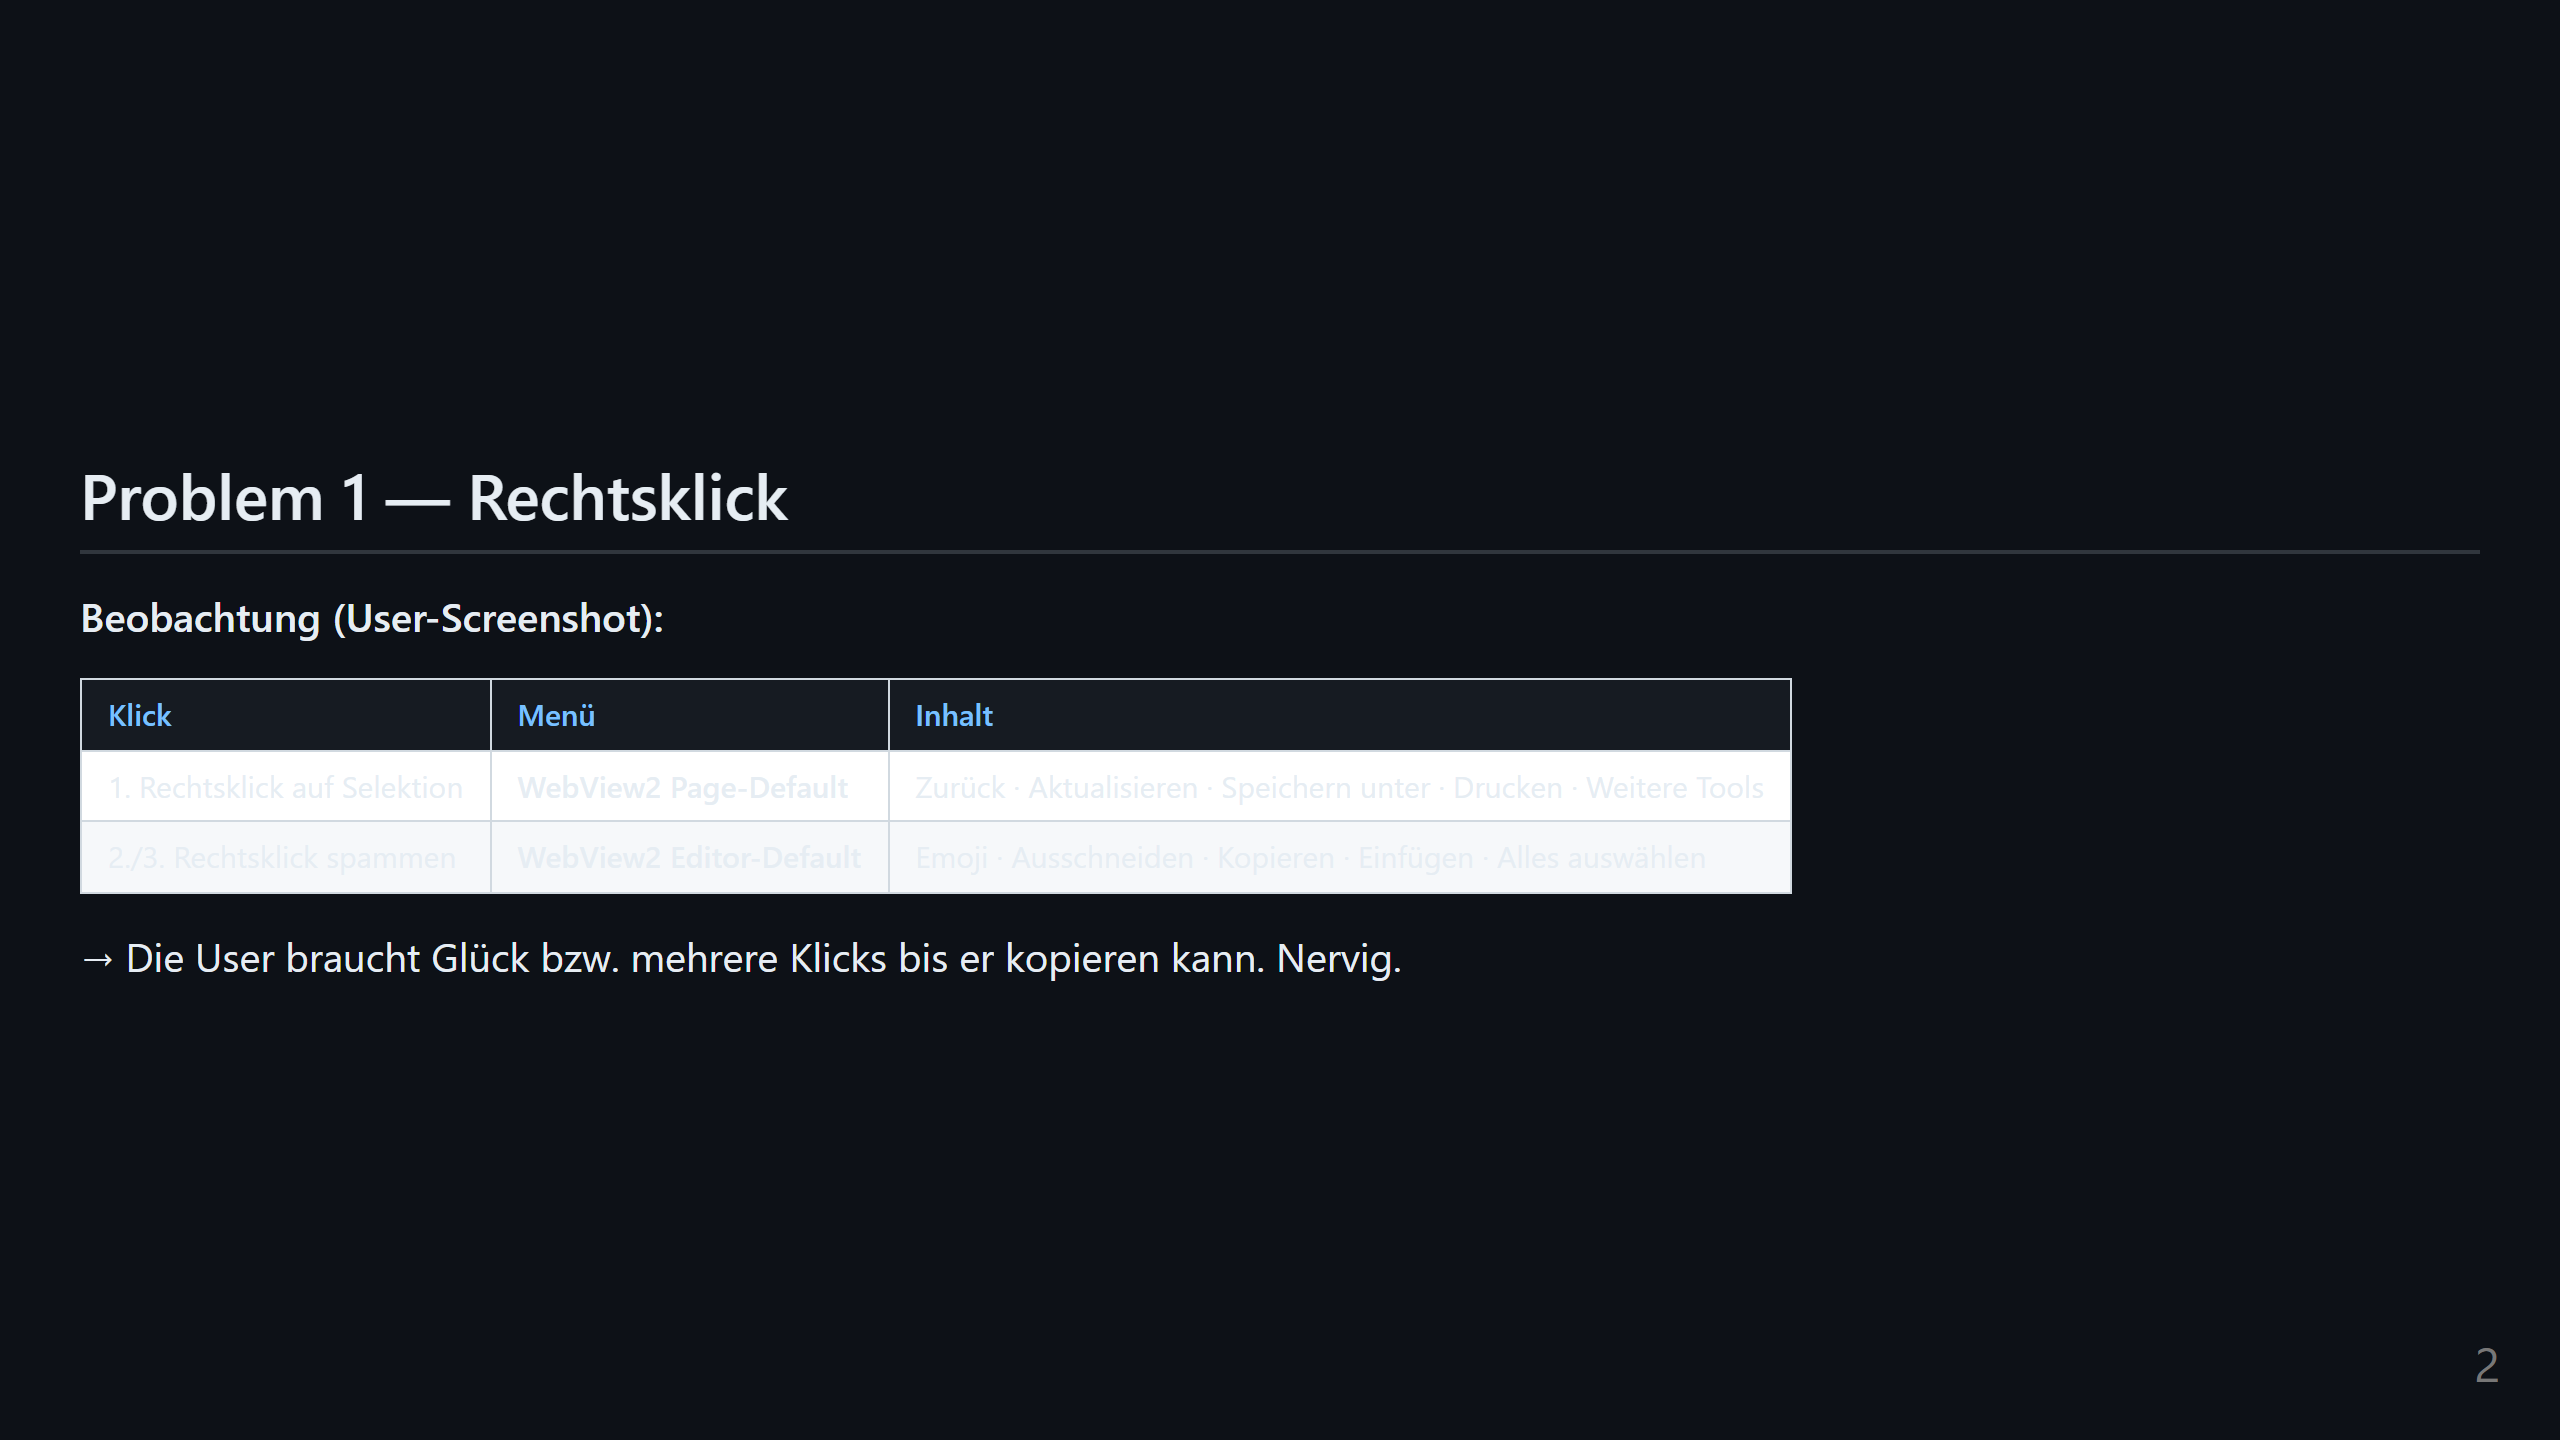 Problem 1 — Rechtsklick
Beobachtung (User-Screenshot):
Klick Menü Inhalt
1. Rechtsklick auf Selektion WebView2 Page-Default Zurück · Aktualisieren · Speichern unter · Drucken · Weitere Tools
2./3. Rechtsklick spammen WebView2 Editor-Default Emoji · Ausschneiden · Kopieren · Einfügen · Alles auswählen
→ Die User braucht Glück bzw. mehrere Klicks bis er kopieren kann. Nervig.
2